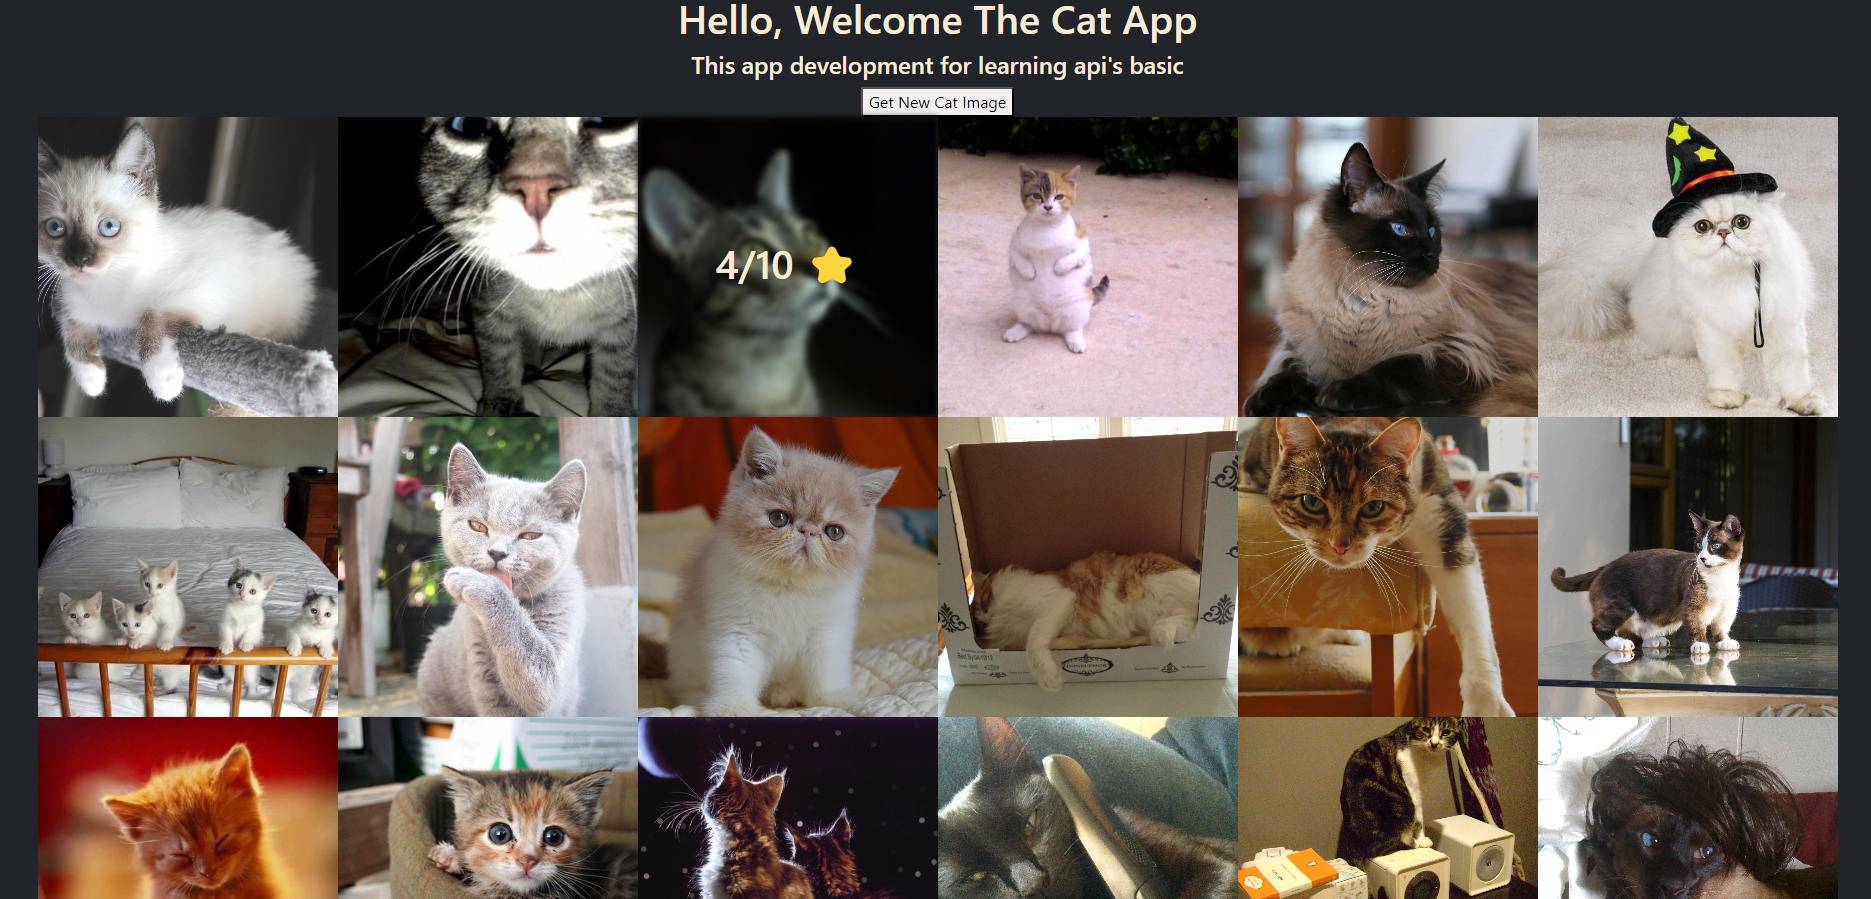 Hello, Welcome The Cat App
This app development for learning api's basic
Get New Cat Image
4/10